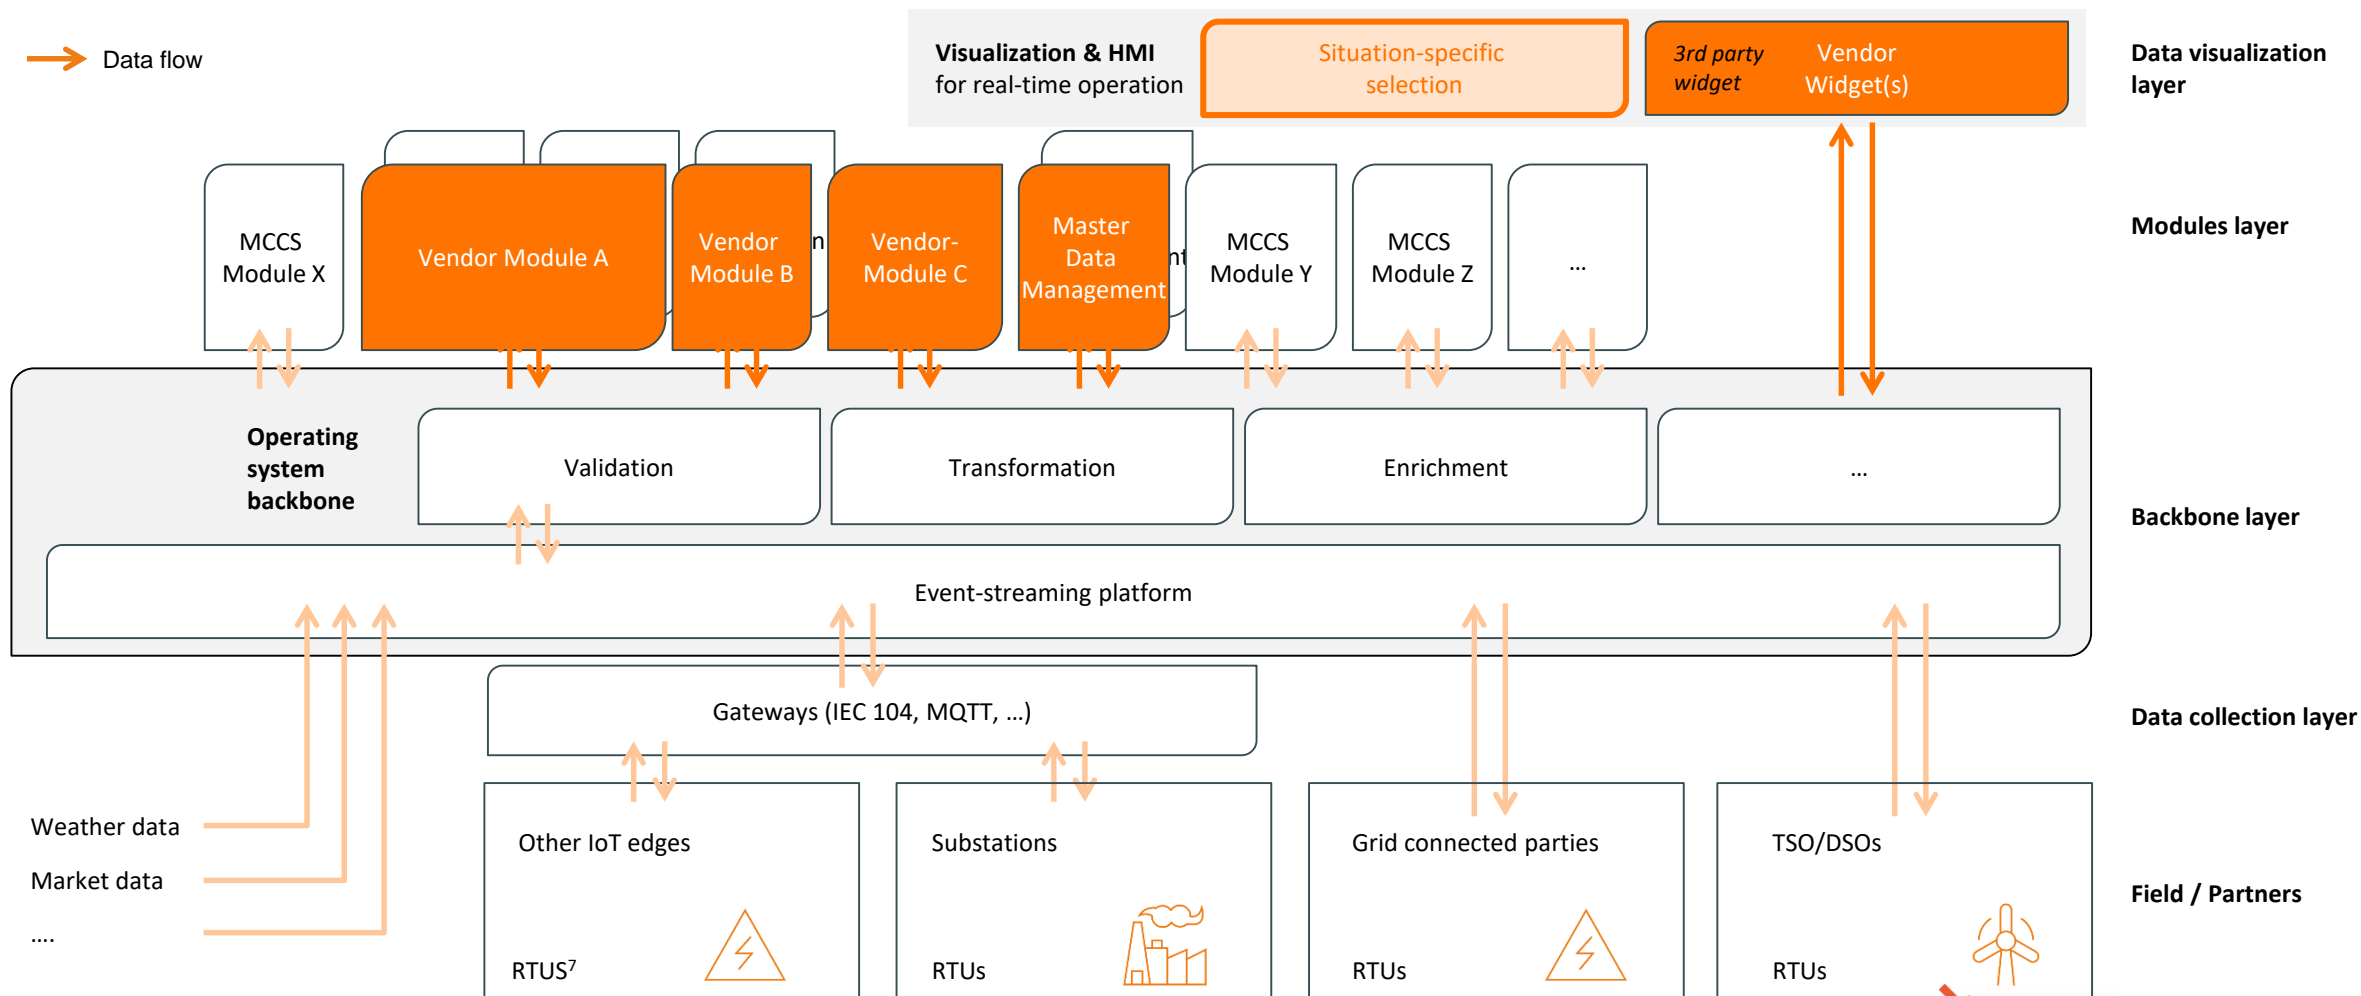 Data flow
Visualization & HMI
for real-time operation
Situation-specific
selection
3rd party
widget
Vendor
Widget(s)
Data visualization
layer
MCCS
Module X
Vendor Module A
Vendor
Module B
n
Vendor-
Module C
Master
Data
Management
nt
MCCS
Module Y
MCCS
Module Z
...
Modules layer
Operating
system
backbone
Validation
Transformation
Enrichment
...
Backbone layer
Event-streaming platform
Gateways (IEC 104, MQTT, ...)
Data collection layer
Weather data
Market data
....
Other IoT edges
RTUS⁷
Substations
RTUs
Grid connected parties
RTUs
TSO/DSOs
RTUs
Field / Partners